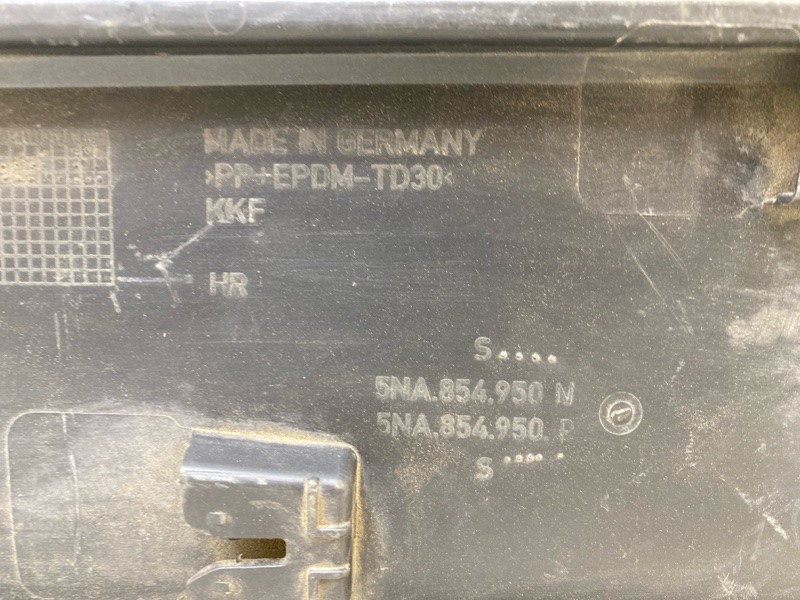 MADE IN GERMANY
>PP+EPDM-TD30<
KKF
HR
S
5NA.854.950 N
5NA.854.950. P
S